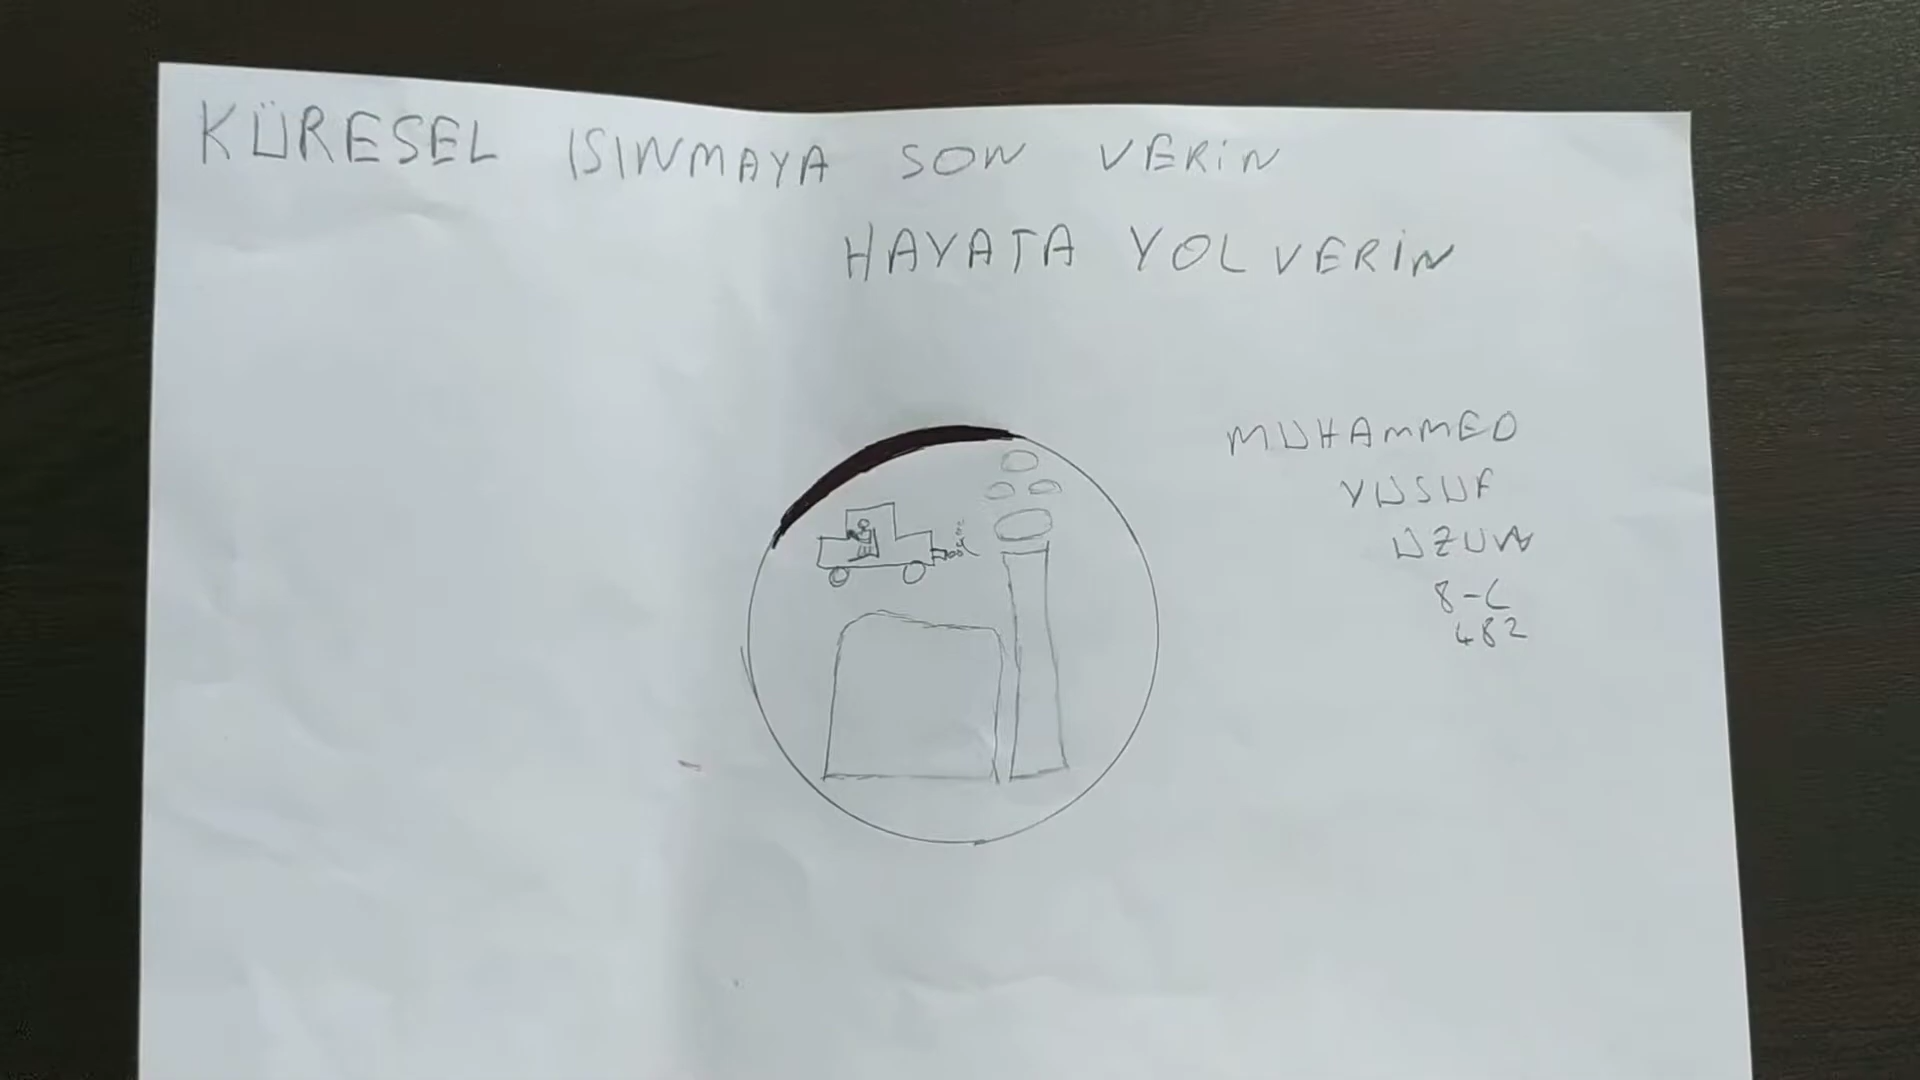 KÜRESEL ISINMAYA SON VERİN
HAYATA YOL VERİN
MUHAMMED
YUSUF
UZUN
8-C
482